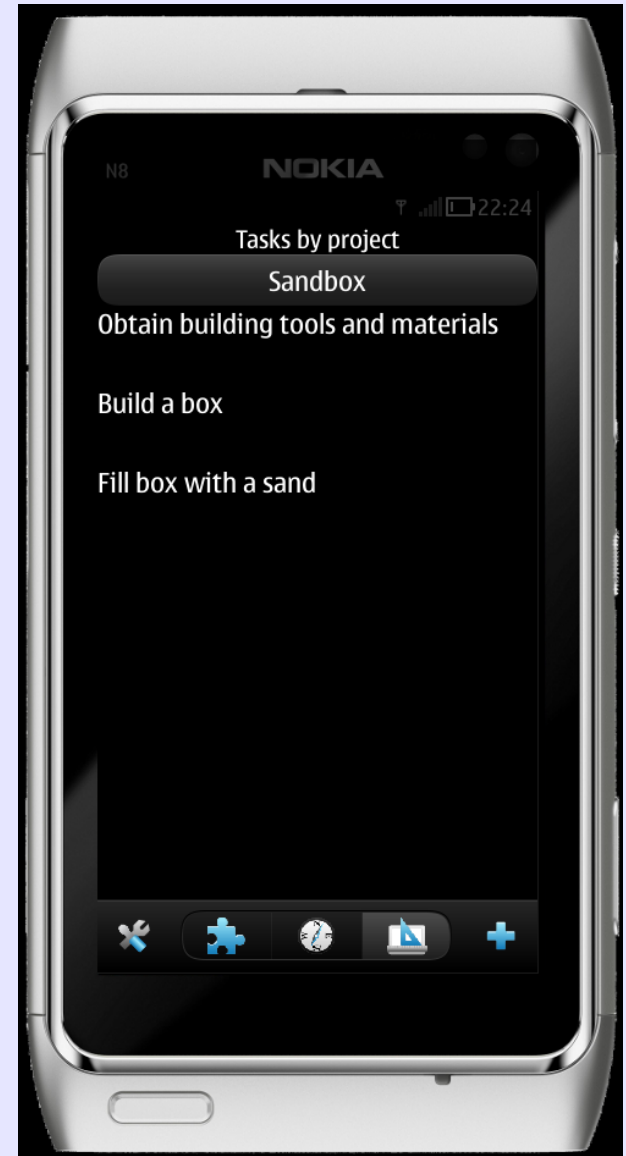 N8
NOKIA
22:24
Tasks by project
Sandbox
Obtain building tools and materials
Build a box
Fill box with a sand